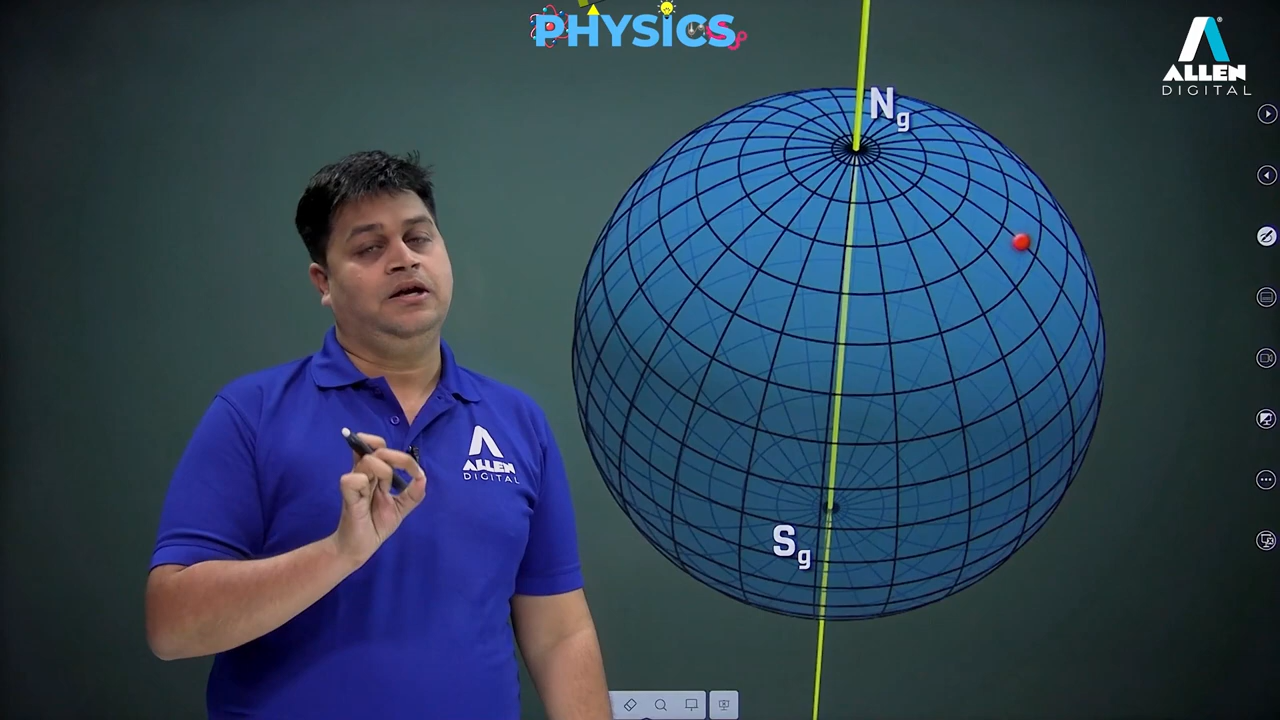 PHYSICS
ALLEN
DIGITAL
Ng
ALLEN
DIGITAL
Sg